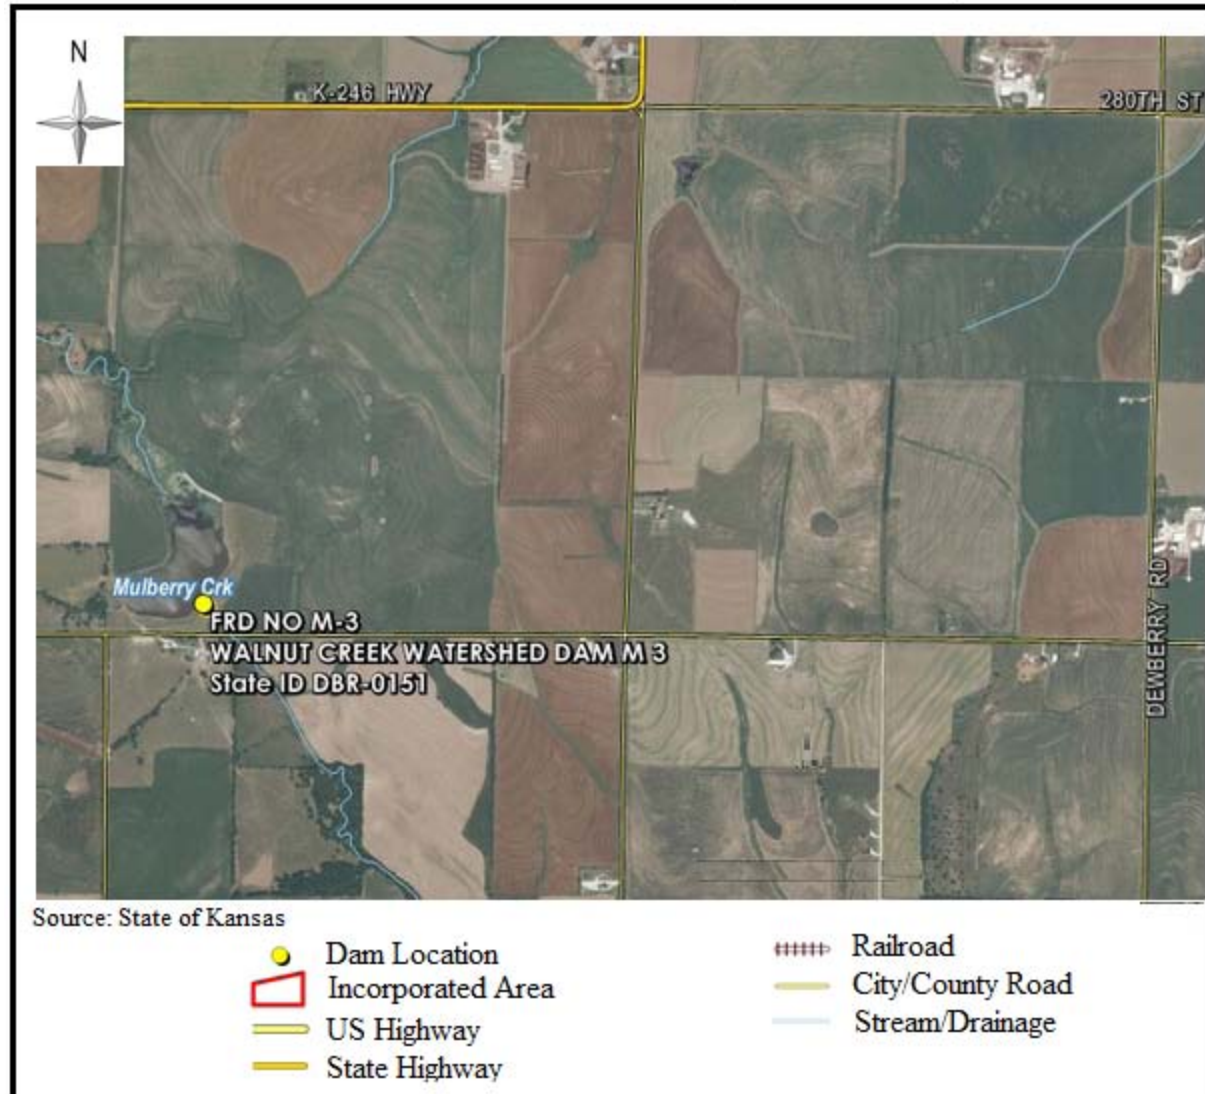 N
K-246 HWY
280TH ST
Mulberry Crk
FRD NO M-3
WALNUT CREEK WATERSHED DAM M 3
State ID DBR-0151
DEWBERRY RD
Source: State of Kansas
Dam Location
Incorporated Area
US Highway
State Highway
Railroad
City/County Road
Stream/Drainage